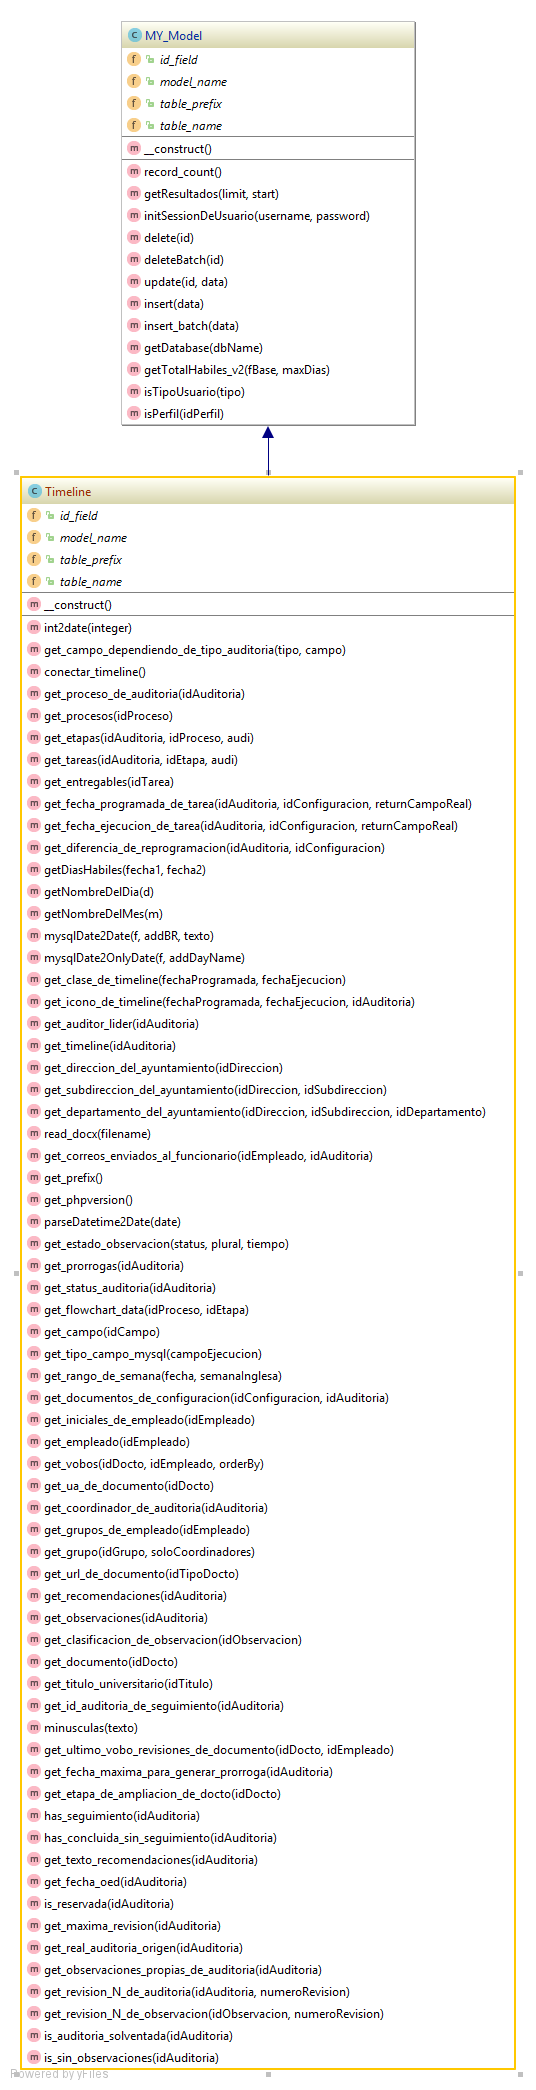 MY_Model
id_field
model_name
table_prefix
table_name
__construct()
record_count()
getResultados(limit, start)
initSessionDeUsuario(username, password)
delete(id)
deleteBatch(id)
update(id, data)
insert(data)
insert_batch(data)
getDatabase(dbName)
getTotalHabiles_v2(fBase, maxDias)
isTipoUsuario(tipo)
isPerfil(idPerfil)
Timeline
id_field
model_name
table_prefix
table_name
__construct()
int2date(integer)
get_campo_dependiendo_de_tipo_auditoria(tipo, campo)
conectar_timeline()
get_proceso_de_auditoria(idAuditoria)
get_procesos(idProceso)
get_etapas(idAuditoria, idProceso, audi)
get_tareas(idAuditoria, idEtapa, audi)
get_entregables(idTarea)
get_fecha_programada_de_tarea(idAuditoria, idConfiguracion, returnCampoReal)
get_fecha_ejecucion_de_tarea(idAuditoria, idConfiguracion, returnCampoReal)
get_diferencia_de_reprogramacion(idAuditoria, idConfiguracion)
getDiasHabiles(fecha1, fecha2)
getNombreDelDia(d)
getNombreDelMes(m)
mysqlDate2Date(f, addBR, texto)
mysqlDate2OnlyDate(f, addDayName)
get_clase_de_timeline(fechaProgramada, fechaEjecucion)
get_icono_de_timeline(fechaProgramada, fechaEjecucion, idAuditoria)
get_auditor_lider(idAuditoria)
get_timeline(idAuditoria)
get_direccion_del_ayuntamiento(idDireccion)
get_subdireccion_del_ayuntamiento(idDireccion, idSubdireccion)
get_departamento_del_ayuntamiento(idDireccion, idSubdireccion, idDepartamento)
read_docx(filename)
get_correos_enviados_al_funcionario(idEmpleado, idAuditoria)
get_prefix()
get_phpversion()
parseDatetime2Date(date)
get_estado_observacion(status, plural, tiempo)
get_prorrogas(idAuditoria)
get_status_auditoria(idAuditoria)
get_flowchart_data(idProceso, idEtapa)
get_campo(idCampo)
get_tipo_campo_mysql(campoEjecucion)
get_rango_de_semana(fecha, semanaInglesa)
get_documentos_de_configuracion(idConfiguracion, idAuditoria)
get_iniciales_de_empleado(idEmpleado)
get_empleado(idEmpleado)
get_vobos(idDocto, idEmpleado, orderBy)
get_ua_de_documento(idDocto)
get_coordinador_de_auditoria(idAuditoria)
get_grupos_de_empleado(idEmpleado)
get_grupo(idGrupo, soloCoordinadores)
get_url_de_documento(idTipoDocto)
get_recomendaciones(idAuditoria)
get_observaciones(idAuditoria)
get_clasificacion_de_observacion(idObservacion)
get_documento(idDocto)
get_titulo_universitario(idTitulo)
get_id_auditoria_de_seguimiento(idAuditoria)
minusculas(texto)
get_ultimo_vobo_revisiones_de_documento(idDocto, idEmpleado)
get_fecha_maxima_para_generar_prorroga(idAuditoria)
get_etapa_de_ampliacion_de_docto(idDocto)
has_seguimiento(idAuditoria)
has_concluida_sin_seguimiento(idAuditoria)
get_texto_recomendaciones(idAuditoria)
get_fecha_oed(idAuditoria)
is_reservada(idAuditoria)
get_maxima_revision(idAuditoria)
get_real_auditoria_origen(idAuditoria)
get_observaciones_propias_de_auditoria(idAuditoria)
get_revision_N_de_auditoria(idAuditoria, numeroRevision)
get_revision_N_de_observacion(idObservacion, numeroRevision)
is_auditoria_solventada(idAuditoria)
is_sin_observaciones(idAuditoria)
Powered by yFiles